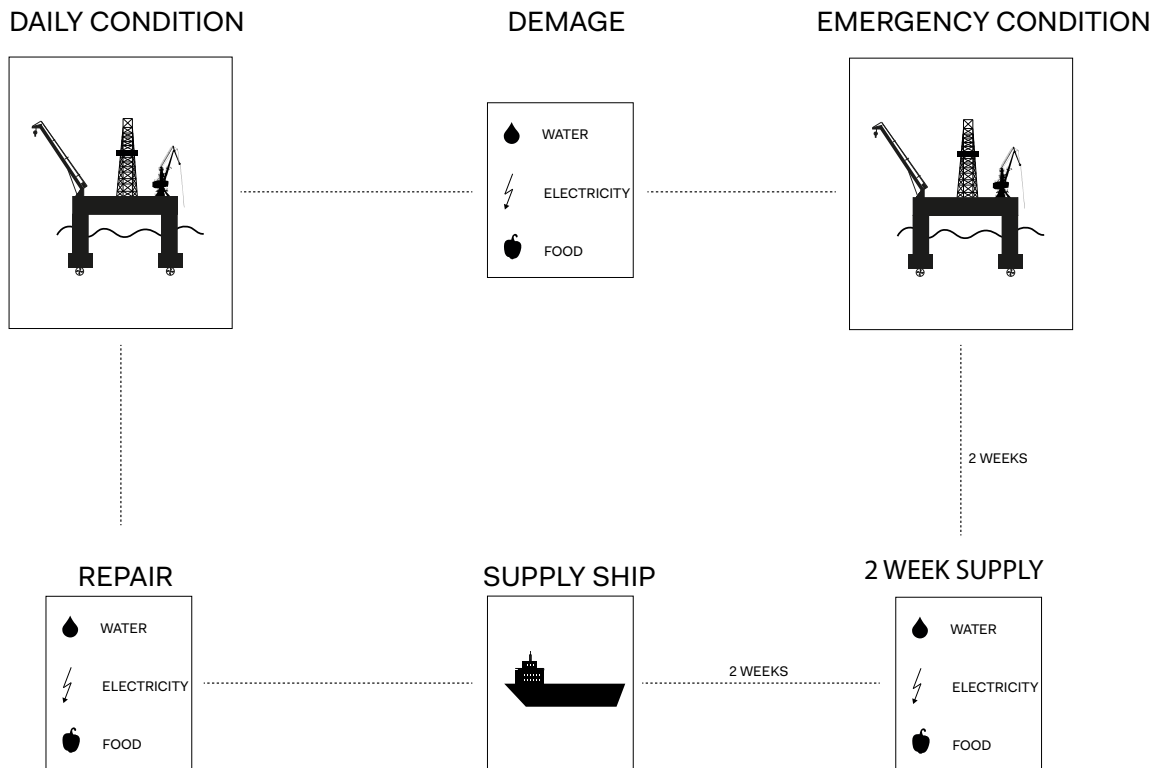 DAILY CONDITION
DEMAGE
EMERGENCY CONDITION
WATER
ELECTRICITY
FOOD
2 WEEKS
REPAIR
SUPPLY SHIP
2 WEEK SUPPLY
WATER
ELECTRICITY
FOOD
2 WEEKS
WATER
ELECTRICITY
FOOD